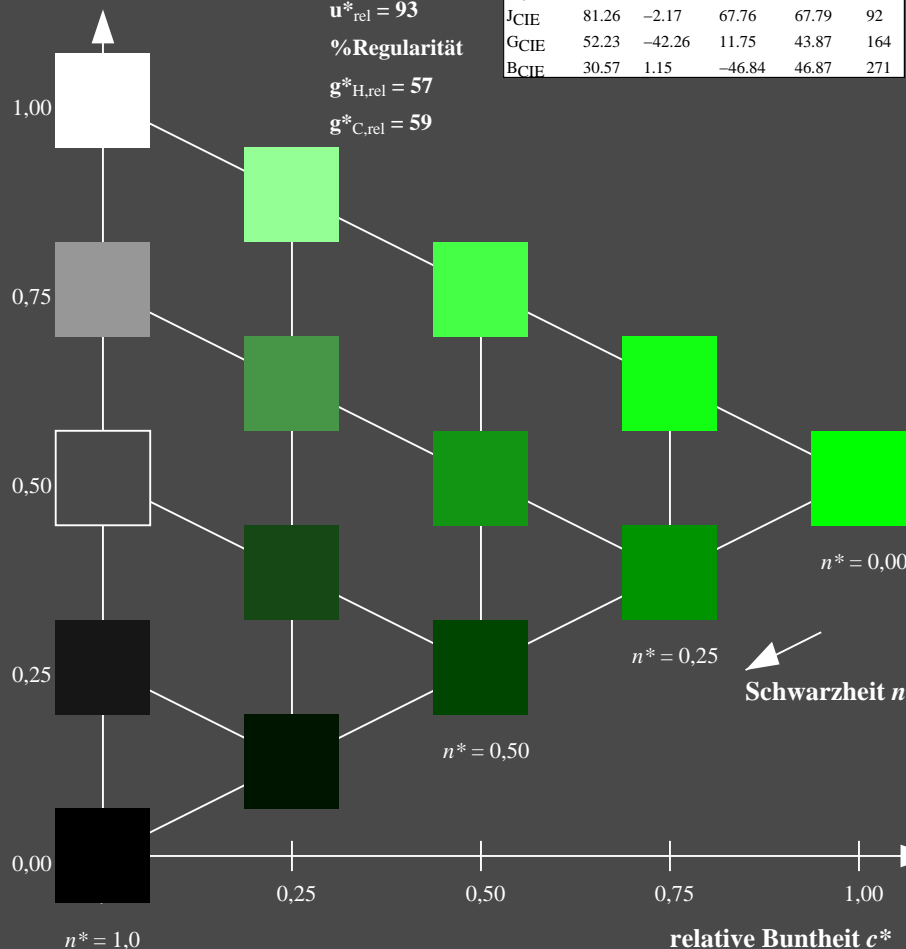 u*rel = 93
%Regularität
g*H,rel = 57
g*C,rel = 59
JCIE 81.26 −2.17 67.76 67.79 92
GCIE 52.23 −42.26 11.75 43.87 164
BCIE 30.57 1.15 −46.84 46.87 271
1,00
0,75
0,50
n* = 0,00
n* = 0,25
0,25
Schwarzheit n
n* = 0,50
0,00
0,25 0,50 0,75 1,00
n* = 1,0
relative Buntheit c*